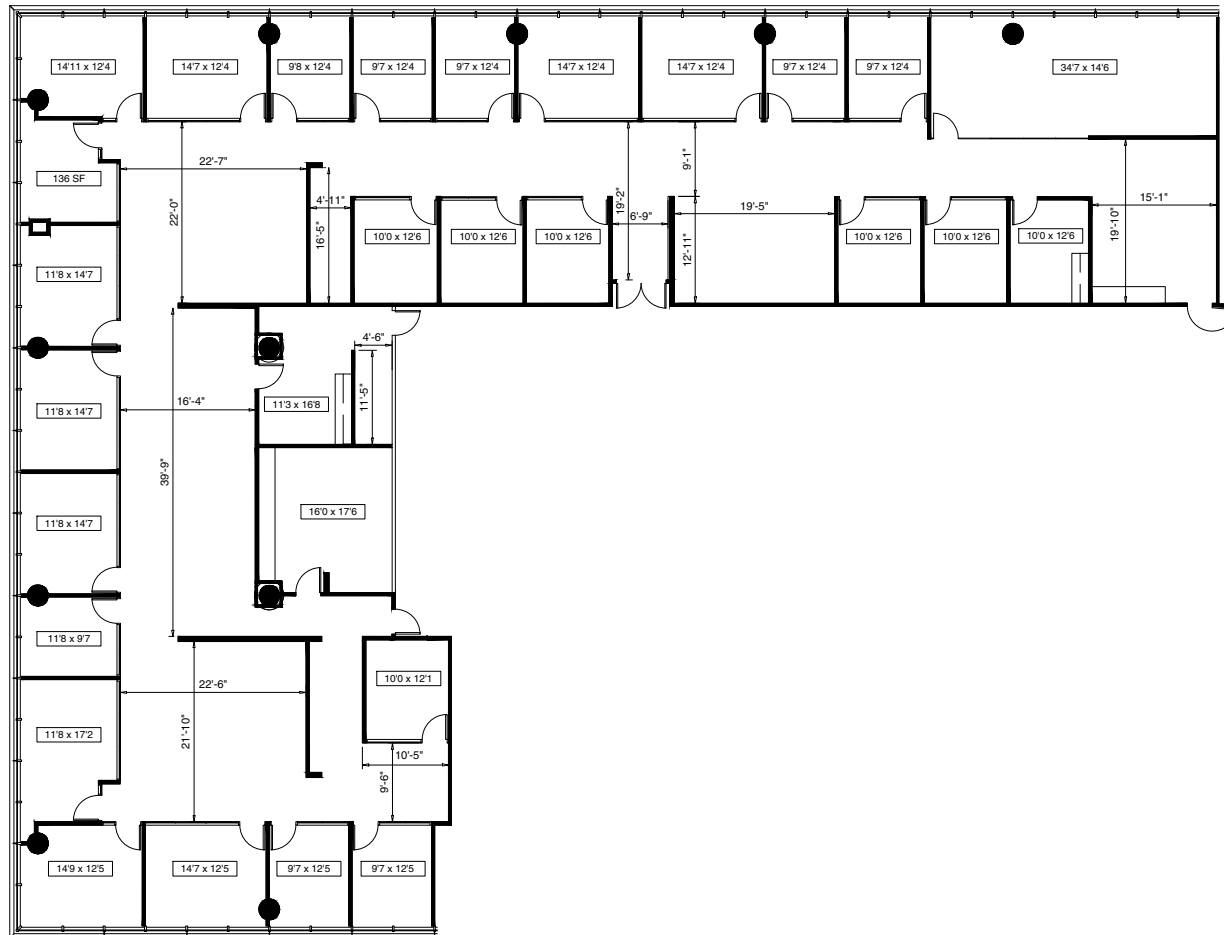 14'11 x 12'4
14'7 x 12'4
9'8 x 12'4
9'7 x 12'4
9'7 x 12'4
14'7 x 12'4
14'7 x 12'4
9'7 x 12'4
9'7 x 12'4
34'7 x 14'6
136 SF
22'-7"
22'-0"
4'-11"
16'-5"
19'-2"
6'-9"
9'-1"
12'-11"
19'-5"
15'-1"
19'-10"
10'0 x 12'6
10'0 x 12'6
10'0 x 12'6
10'0 x 12'6
10'0 x 12'6
10'0 x 12'6
11'8 x 14'7
4'-6"
11'-5"
16'-4"
11'3 x 16'8
11'8 x 14'7
39'-9"
16'0 x 17'6
11'8 x 14'7
11'8 x 9'7
22'-6"
10'0 x 12'1
11'8 x 17'2
21'-10"
10'-5"
9'-6"
14'9 x 12'5
14'7 x 12'5
9'7 x 12'5
9'7 x 12'5